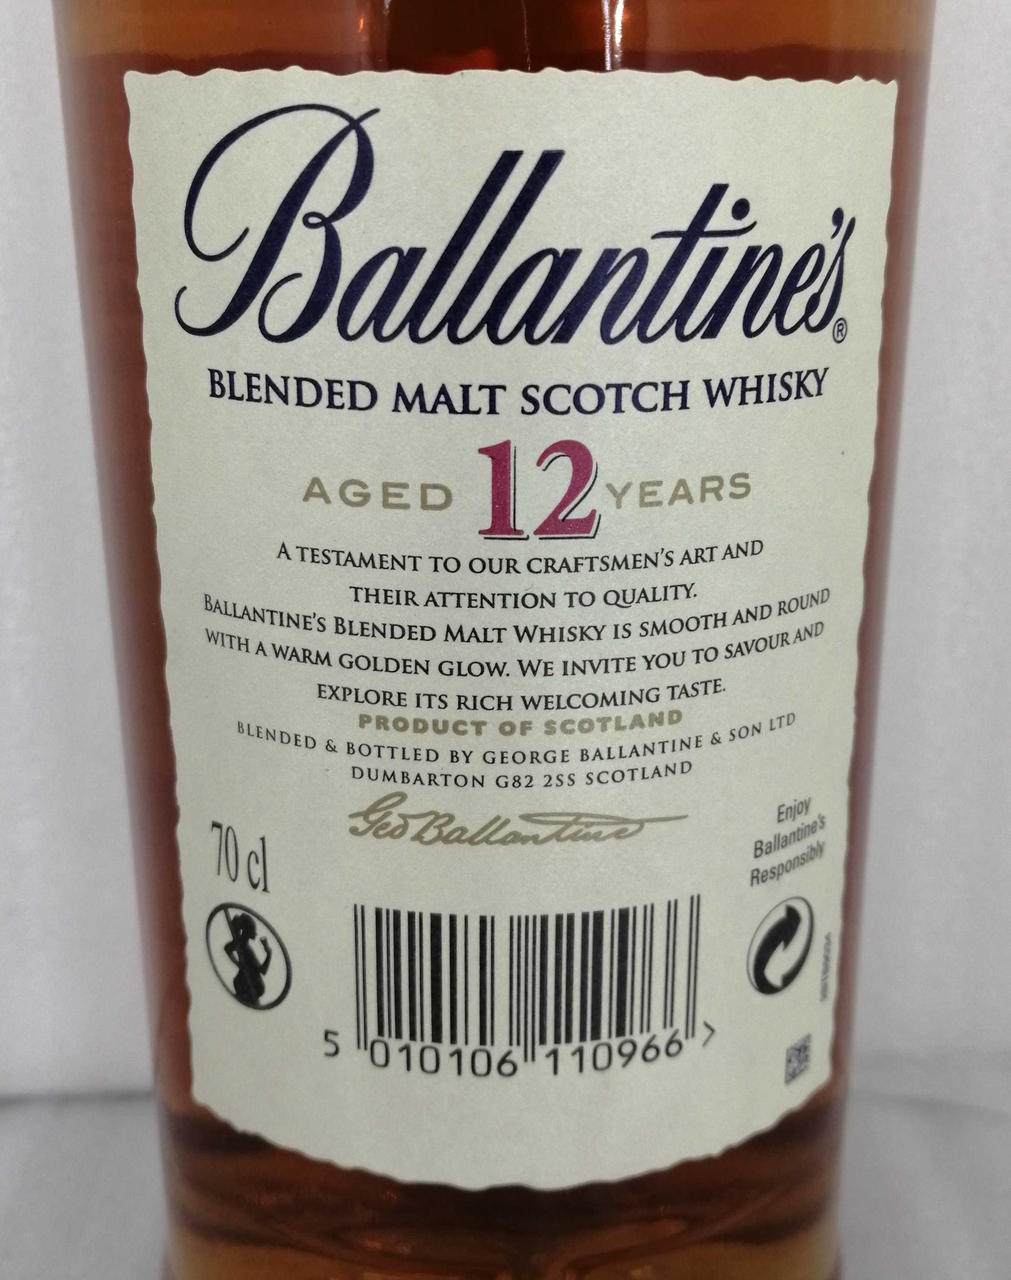 Ballantine's®
BLENDED MALT SCOTCH WHISKY
AGED 12 YEARS
A TESTAMENT TO OUR CRAFTSMEN'S ART AND
THEIR ATTENTION TO QUALITY.
BALLANTINE'S BLENDED MALT WHISKY IS SMOOTH AND ROUND
WITH A WARM GOLDEN GLOW. WE INVITE YOU TO SAVOUR AND
EXPLORE ITS RICH WELCOMING TASTE.
PRODUCT OF SCOTLAND
BLENDED & BOTTLED BY GEORGE BALLANTINE & SON LTD
DUMBARTON G82 2SS SCOTLAND
Geo Ballantine
70 cl
Enjoy
Ballantine's
Responsibly
5 010106 110966 >